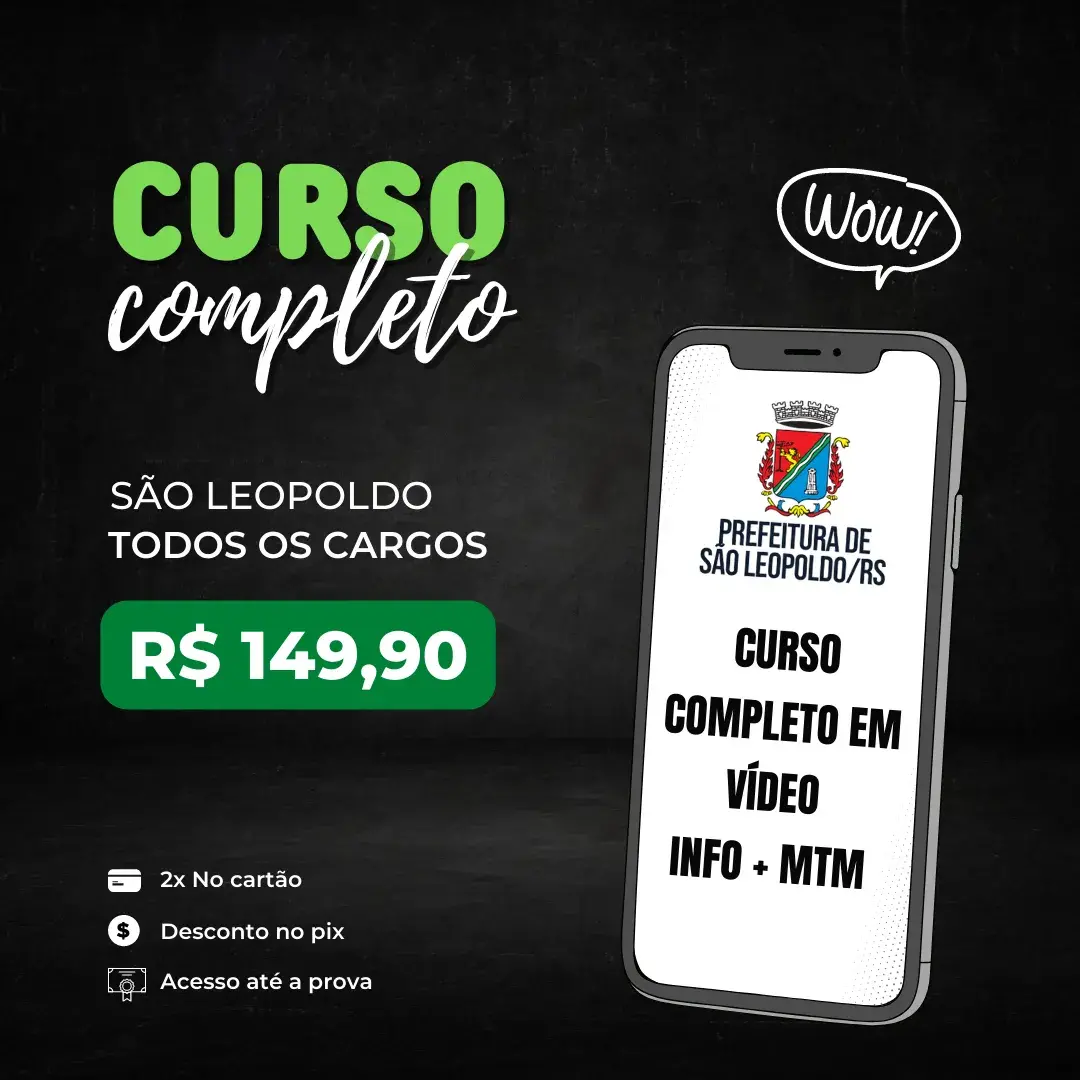 CURSO
completo
Wow!
SÃO LEOPOLDO
TODOS OS CARGOS
R$ 149,90
2x No cartão
Desconto no pix
Acesso até a prova
PREFEITURA DE
SÃO LEOPOLDO/RS
CURSO
COMPLETO EM
VÍDEO
INFO + MTM